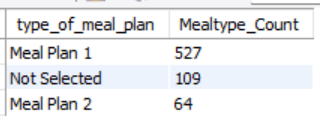 type_of_meal_plan Mealtype_Count
Meal Plan 1 527
Not Selected 109
Meal Plan 2 64